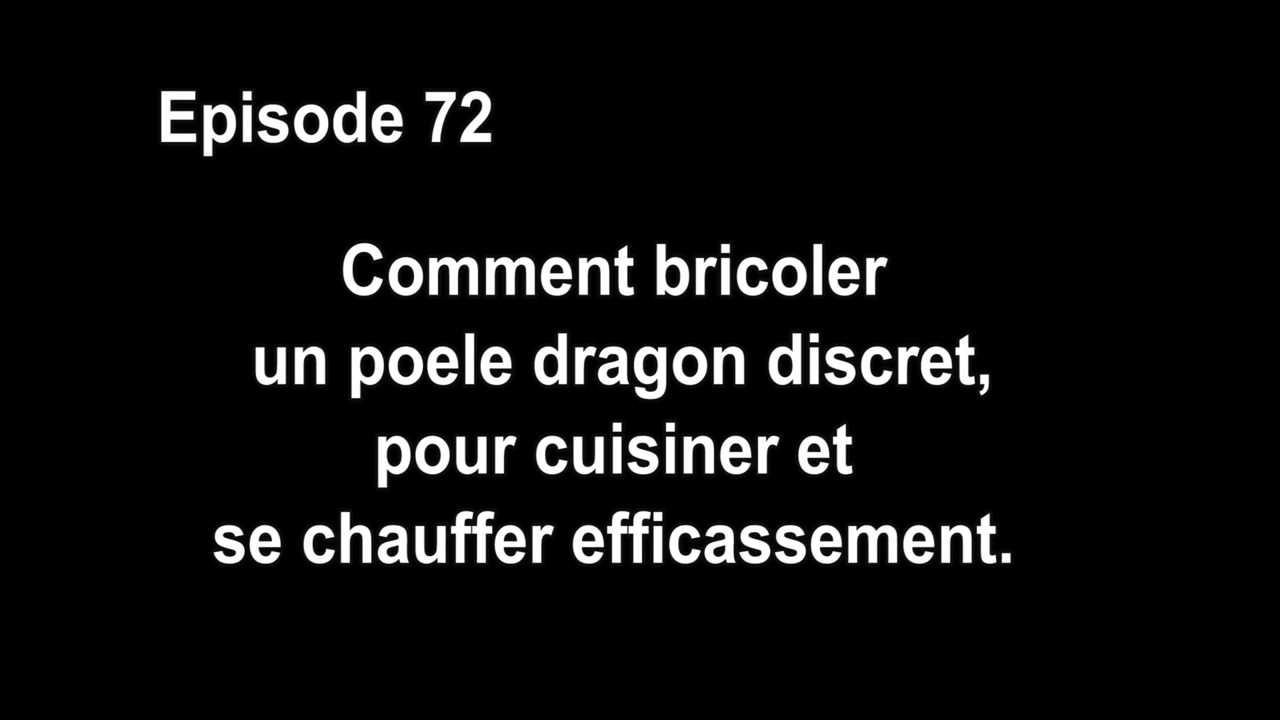 Episode 72
Comment bricoler
un poele dragon discret,
pour cuisiner et
se chauffer efficassement.